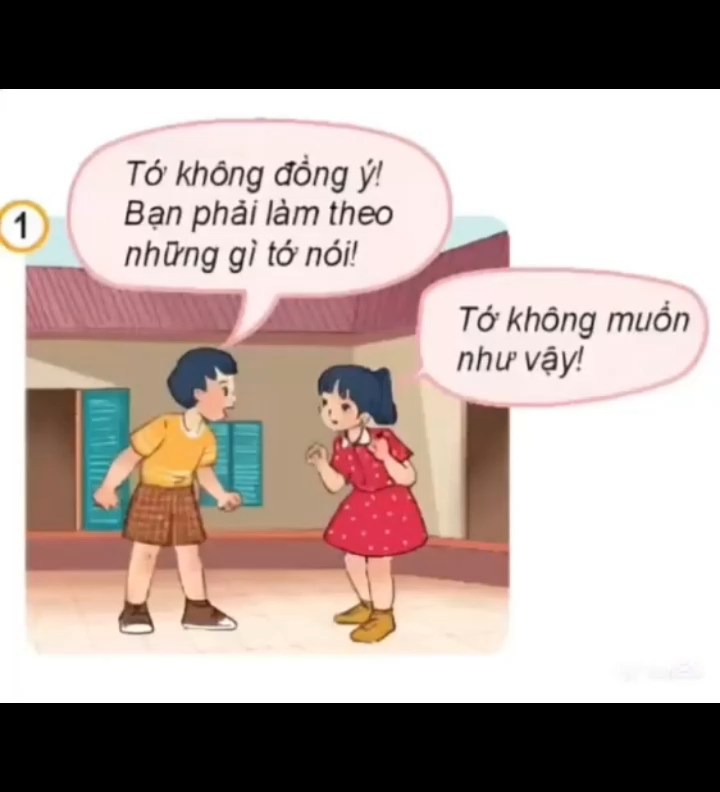 1
Tớ không đồng ý!
Bạn phải làm theo
những gì tớ nói!
Tớ không muốn
như vậy!